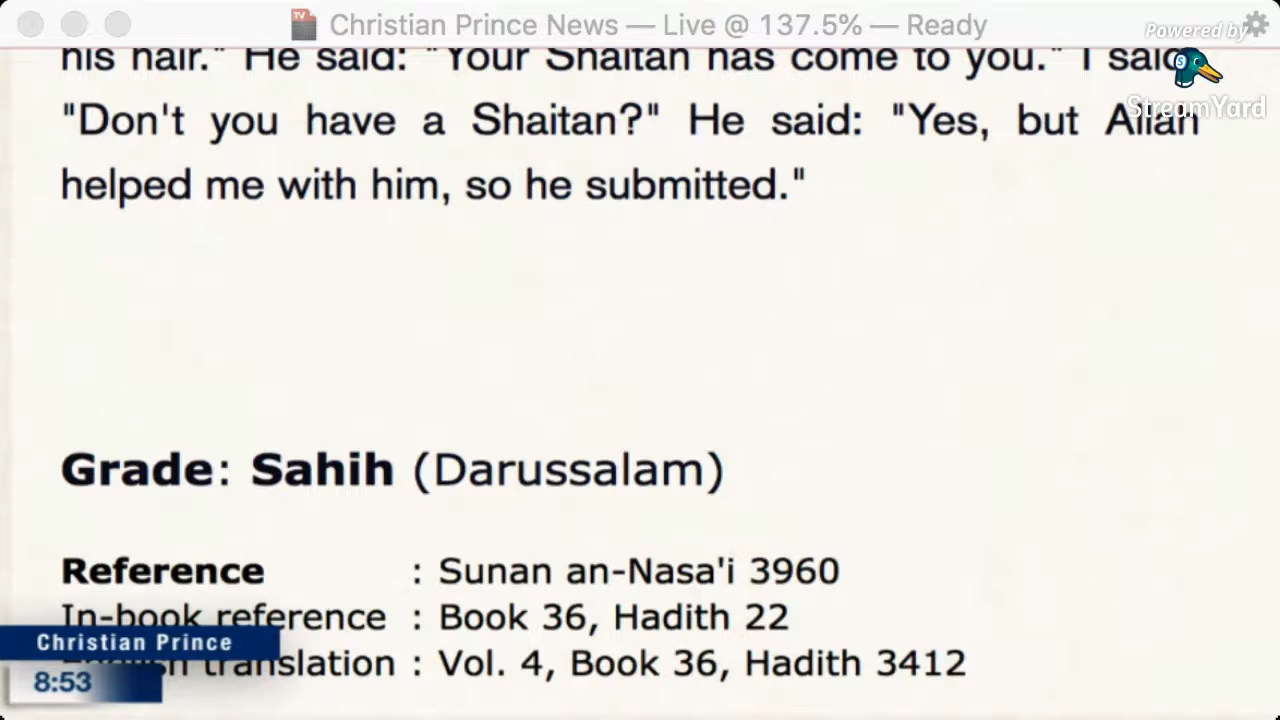 Christian Prince News — Live @ 137.5% — Ready
Powered by
StreamYard
his hair." He said: "Your Shaitan has come to you." I said:
"Don't you have a Shaitan?" He said: "Yes, but Allah
helped me with him, so he submitted."
Grade: Sahih (Darussalam)
Reference : Sunan an-Nasa'i 3960
In-book reference : Book 36, Hadith 22
English translation : Vol. 4, Book 36, Hadith 3412
Christian Prince
8:53